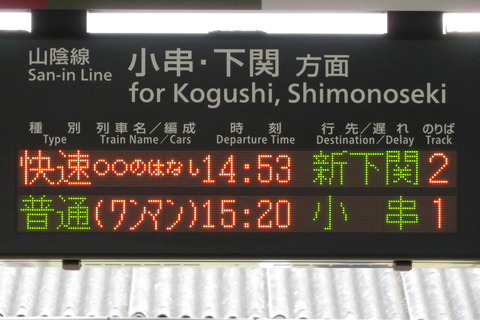 山陰線
San-in Line
小串・下関 方面
for Kogushi, Shimonoseki
種別 列車名／編成 時刻 行先／遅れ のりば
Type Train Name／Cars Departure Time Destination／Delay Track
快速 ○○のはなし 14:53 新下関 2
普通 (ワンマン) 15:20 小串 1